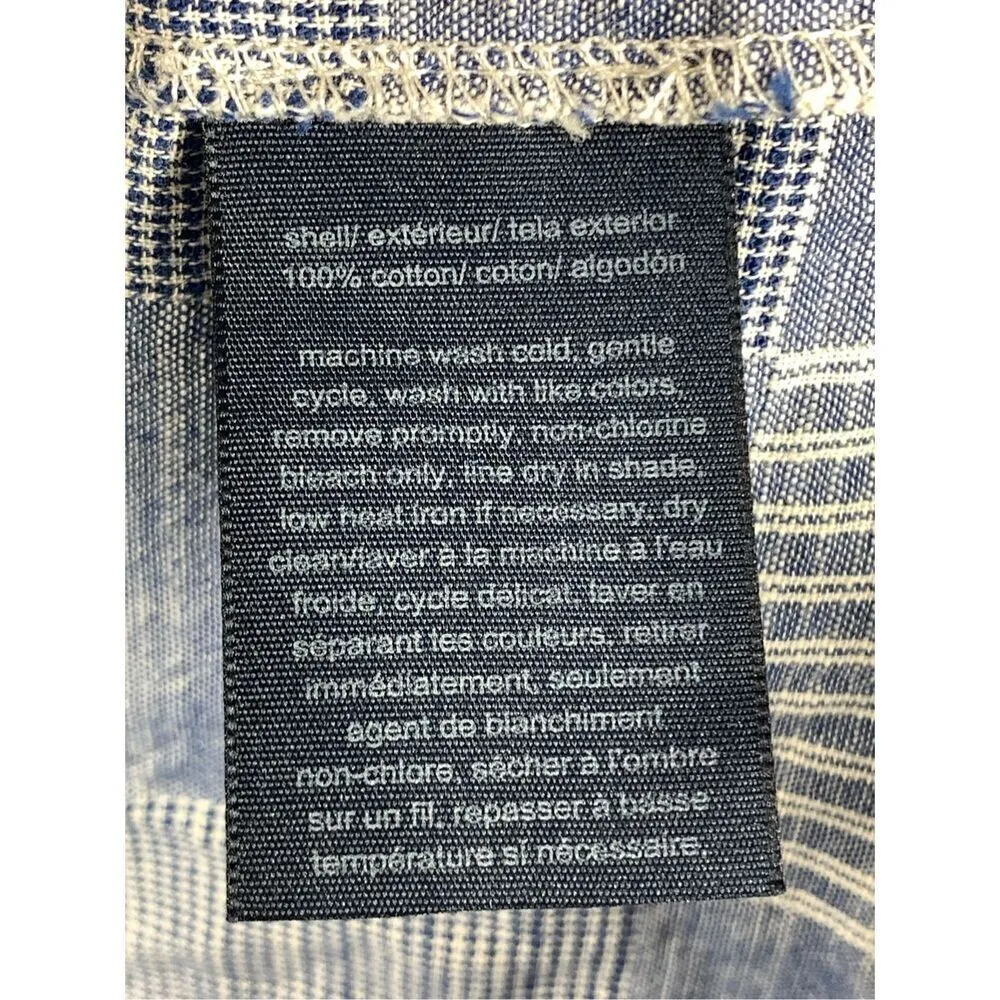 shell/ extérieur/ tela exterior
100% cotton/ coton/ algodón
machine wash cold, gentle
cycle. wash with like colors.
remove promptly, non-chlorine
bleach only, line dry in shade.
low heat iron if necessary. dry
clean/laver à la machine à l'eau
froide, cycle délicat. laver en
séparant les couleurs. retirer
immédiatement, seulement
agent de blanchiment
non-chlore. sécher à l'ombre
sur un fil. repasser à basse
température si nécessaire.